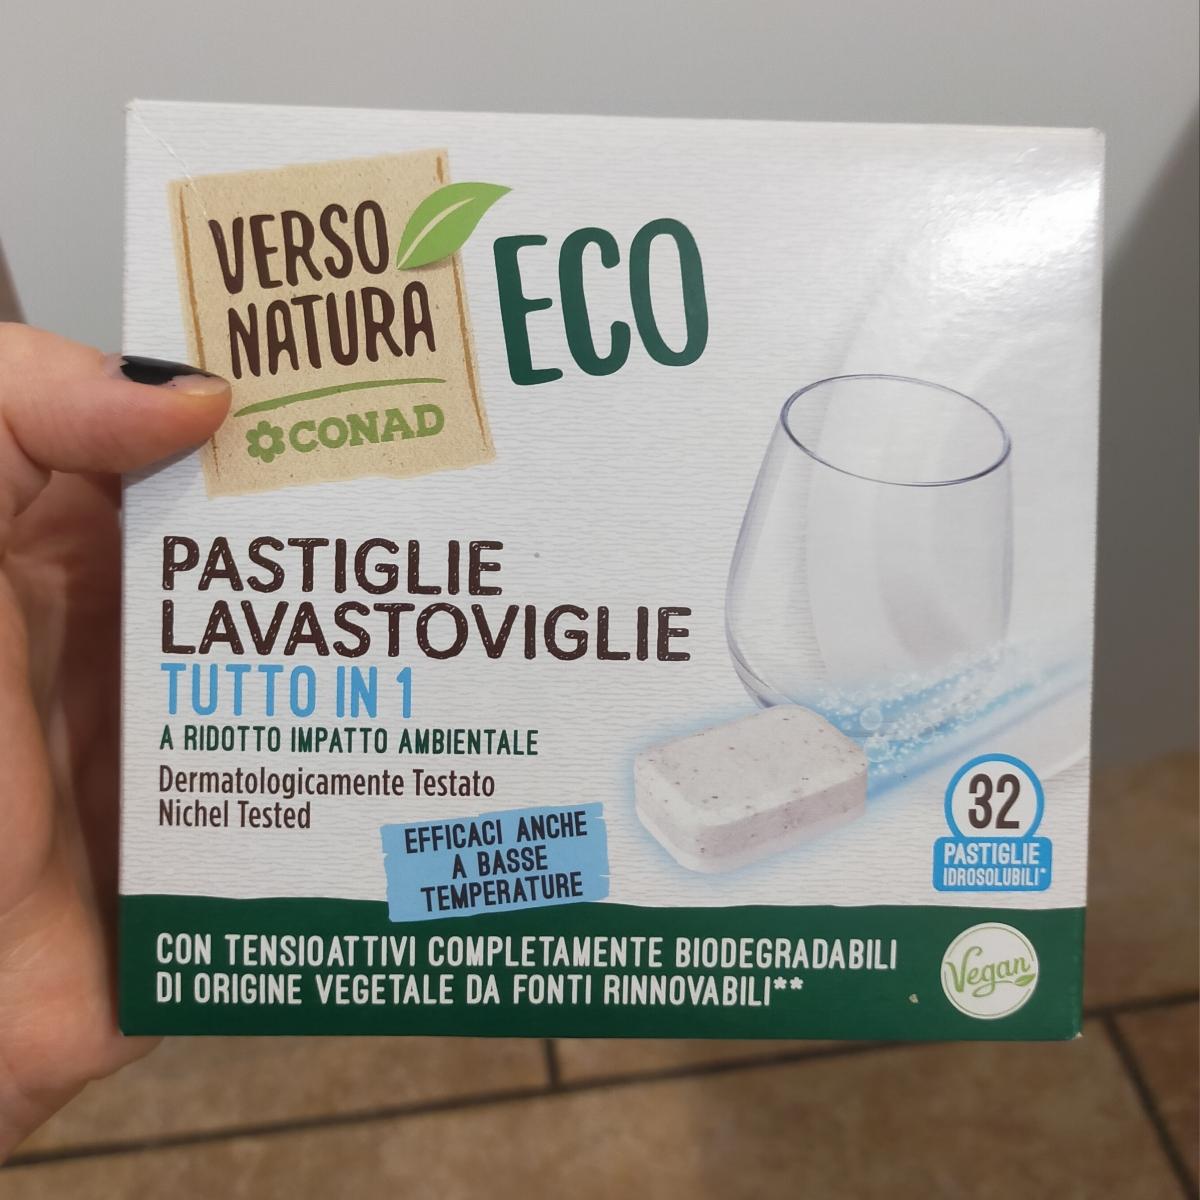 VERSO
NATURA
CONAD
ECO
PASTIGLIE
LAVASTOVIGLIE
TUTTO IN 1
A RIDOTTO IMPATTO AMBIENTALE
Dermatologicamente Testato
Nichel Tested
EFFICACI ANCHE
A BASSE
TEMPERATURE
32
PASTIGLIE
IDROSOLUBILI*
CON TENSIOATTIVI COMPLETAMENTE BIODEGRADABILI
DI ORIGINE VEGETALE DA FONTI RINNOVABILI**
Vegan